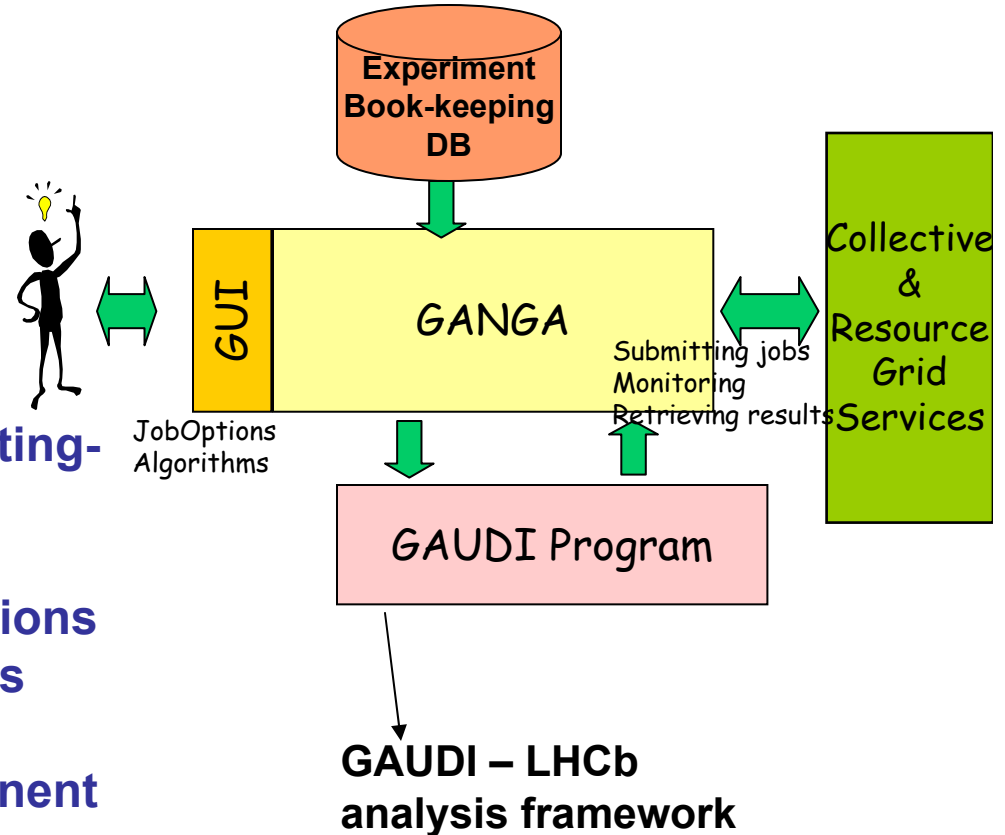 Experiment
Book-keeping
DB
GUI
GANGA
Collective
&
Resource
Grid
Services
Submitting jobs
Monitoring
Retrieving results
JobOptions
Algorithms
ting-
GAUDI Program
ions
s
nent
GAUDI – LHCb
analysis framework